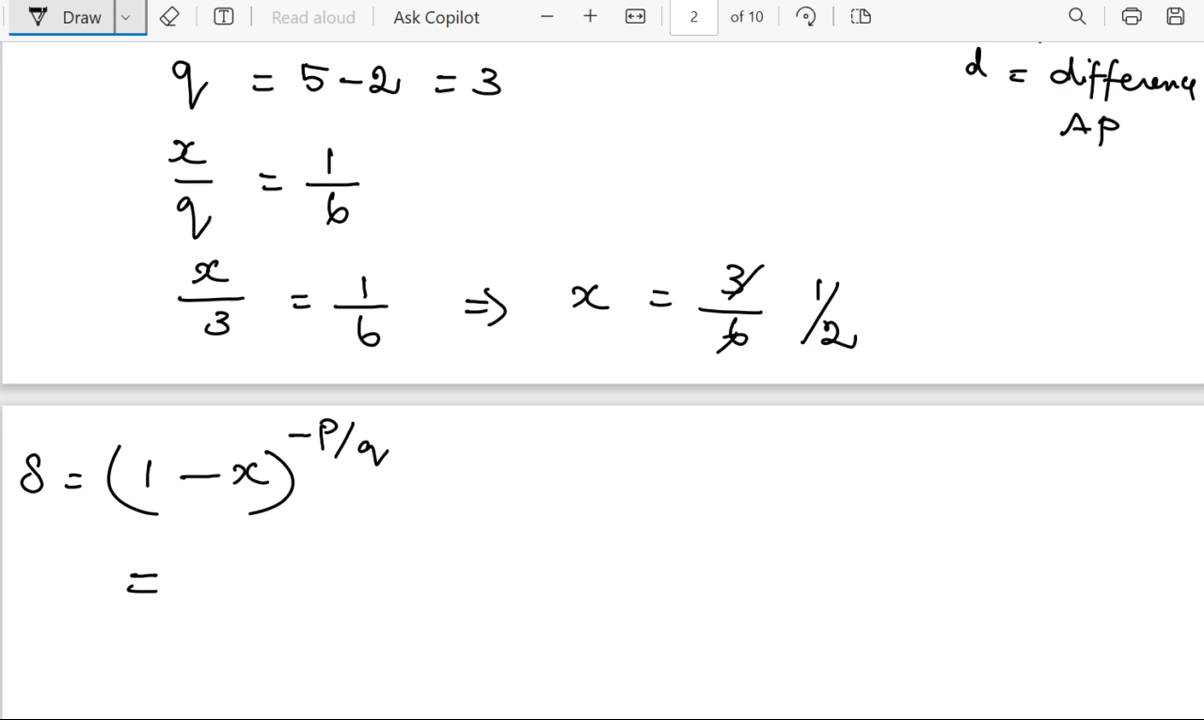 Draw
Read aloud
Ask Copilot
2 of 10
q = 5 - 2 = 3
d = difference
AP
x/q = 1/6
x/3 = 1/6 ⇒ x = 3/6 1/2
S = (1 - x)^(-P/q)
=